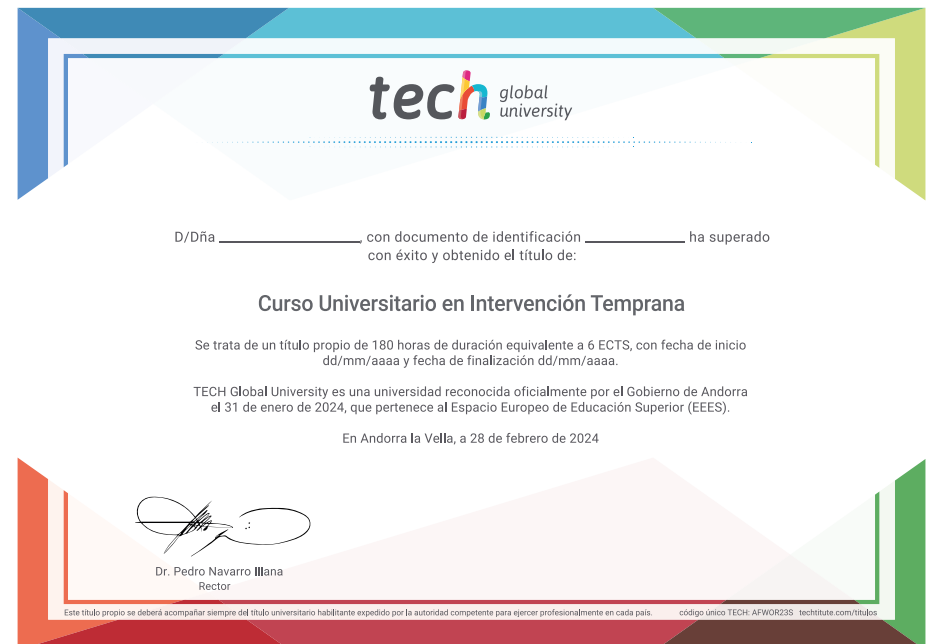 tech global university
D/Dña ____________, con documento de identificación ____________ ha superado
con éxito y obtenido el título de:
Curso Universitario en Intervención Temprana
Se trata de un título propio de 180 horas de duración equivalente a 6 ECTS, con fecha de inicio
dd/mm/aaaa y fecha de finalización dd/mm/aaaa.
TECH Global University es una universidad reconocida oficialmente por el Gobierno de Andorra
el 31 de enero de 2024, que pertenece al Espacio Europeo de Educación Superior (EEES).
En Andorra la Vella, a 28 de febrero de 2024
Dr. Pedro Navarro Illana
Rector
Este título propio se deberá acompañar siempre del título universitario habilitante expedido por la autoridad competente para ejercer profesionalmente en cada país. código único TECH: AFWOR23S techtitute.com/titulos